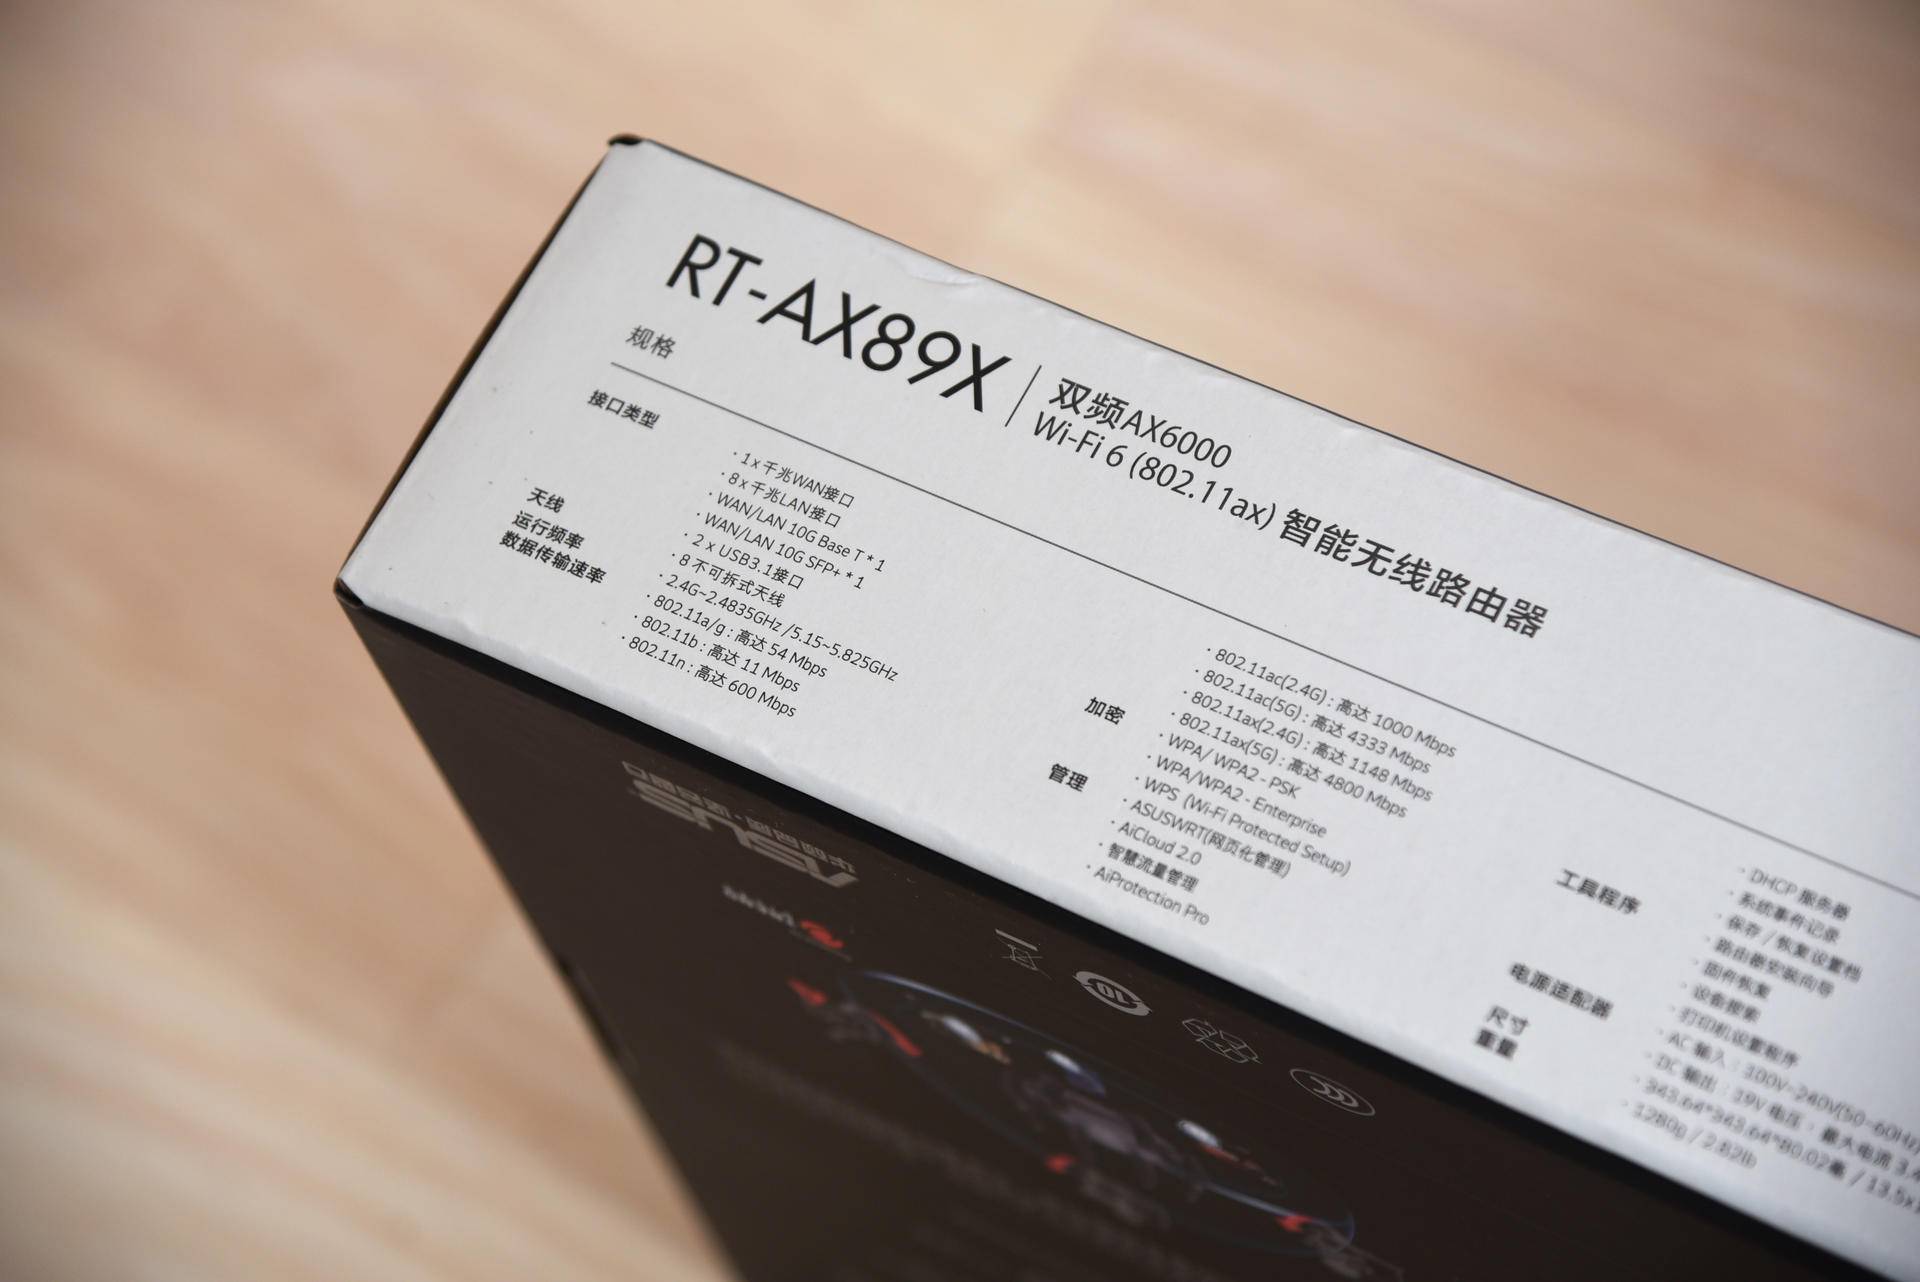 RT-AX89X
双频AX6000
Wi-Fi 6 (802.11ax) 智能无线路由器
规格
接口类型
· 1 x 千兆WAN接口
· 8 x 千兆LAN接口
· WAN/LAN 10G Base T * 1
· WAN/LAN 10G SFP+ * 1
· 2 x USB3.1接口
天线
· 8 不可拆式天线
运行频率
· 2.4G~2.4835GHz /5.15~5.825GHz
数据传输速率
· 802.11a/g : 高达 54 Mbps
· 802.11b : 高达 11 Mbps
· 802.11n : 高达 600 Mbps
· 802.11ac(2.4G) : 高达 1000 Mbps
· 802.11ac(5G) : 高达 4333 Mbps
· 802.11ax(2.4G) : 高达 1148 Mbps
· 802.11ax(5G) : 高达 4800 Mbps
加密
· WPA/ WPA2 - PSK
· WPA/WPA2 - Enterprise
· WPS (Wi-Fi Protected Setup)
管理
· ASUSWRT(网页化管理)
· AiCloud 2.0
· 智慧流量管理
· AiProtection Pro
工具程序
· DHCP 服务器
· 系统事件记录
· 保存 / 恢复设置档
· 路由器安装向导
· 固件恢复
· 设备搜索
· 打印机设置程序
电源适配器
· AC 输入 : 100V~240V(50~60Hz)
· DC 输出 : 19V 电压, 最大电流 3.4
尺寸
· 343.64*343.64*80.02毫 / 13.5x
重量
· 1280g / 2.82lb
ASUS
10
CCC